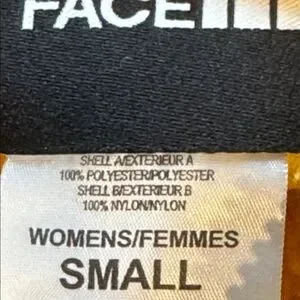 FACE
SHELL A/EXTERIEUR A
100% POLYESTER/POLYESTER
SHELL B/EXTERIEUR B
100% NYLON/NYLON
WOMENS/FEMMES
SMALL